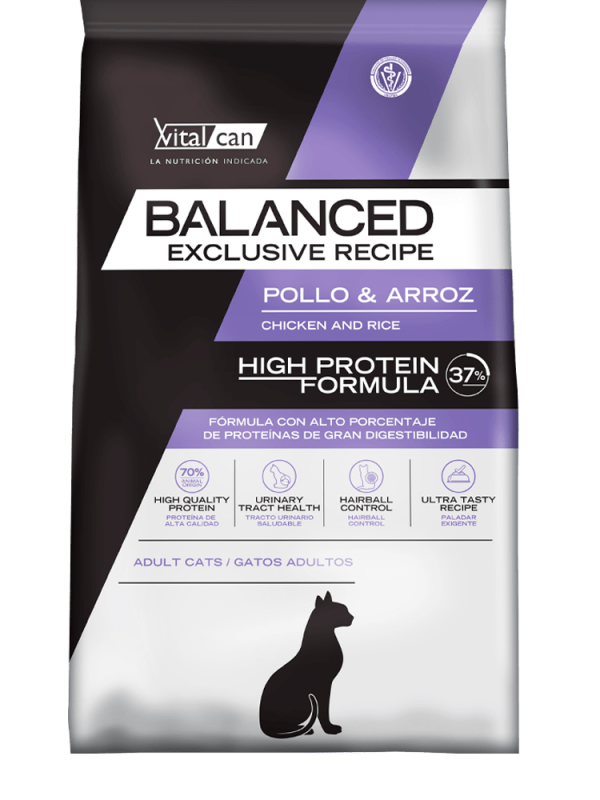 Vital can
LA NUTRICIÓN INDICADA
BALANCED
EXCLUSIVE RECIPE
POLLO & ARROZ
CHICKEN AND RICE
HIGH PROTEIN
FORMULA
37%
FÓRMULA CON ALTO PORCENTAJE
DE PROTEÍNAS DE GRAN DIGESTIBILIDAD
70%
ANIMAL
ORIGIN
HIGH QUALITY
PROTEIN
PROTEINA DE
ALTA CALIDAD
URINARY
TRACT HEALTH
TRACTO URINARIO
SALUDABLE
HAIRBALL
CONTROL
HAIRBALL
CONTROL
ULTRA TASTY
RECIPE
PALADAR
EXIGENTE
ADULT CATS / GATOS ADULTOS